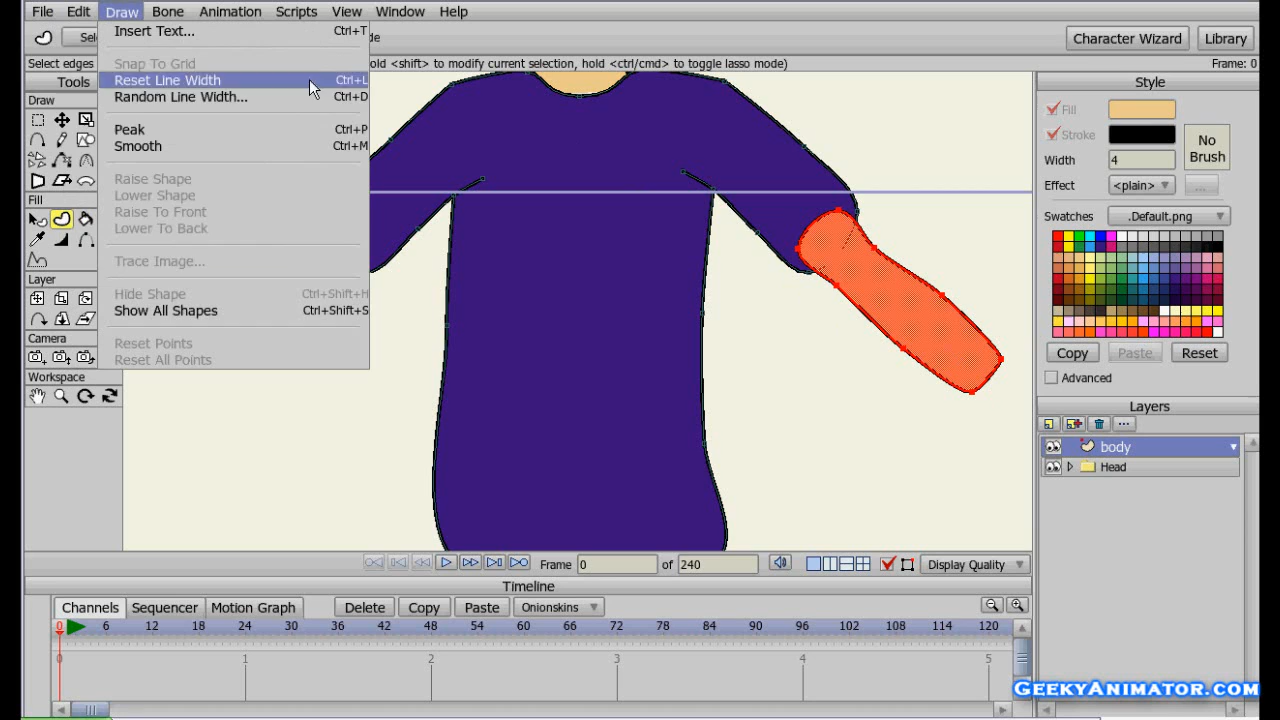 File Edit Draw Bone Animation Scripts View Window Help
Character Wizard Library
Select edges
old <shift> to modify current selection, hold <ctrl/cmd> to toggle lasso mode)
Frame: 0
Insert Text... Ctrl+T
Snap To Grid
Reset Line Width Ctrl+L
Random Line Width... Ctrl+D
Peak Ctrl+P
Smooth Ctrl+M
Raise Shape
Lower Shape
Raise To Front
Lower To Back
Trace Image...
Hide Shape Ctrl+Shift+H
Show All Shapes Ctrl+Shift+S
Reset Points
Reset All Points
Tools
Draw
Fill
Layer
Camera
Workspace
Style
Fill
Stroke
No
Brush
Width 4
Effect <plain> ...
Swatches .Default.png
Copy Paste Reset
Advanced
Layers
body
Head
Frame 0 of 240 Display Quality
Timeline
Channels Sequencer Motion Graph Delete Copy Paste Onionskins
0 6 12 18 24 30 36 42 48 54 60 66 72 78 84 90 96 102 108 114 120
0 1 2 3 4 5
GeekyAnimator.com